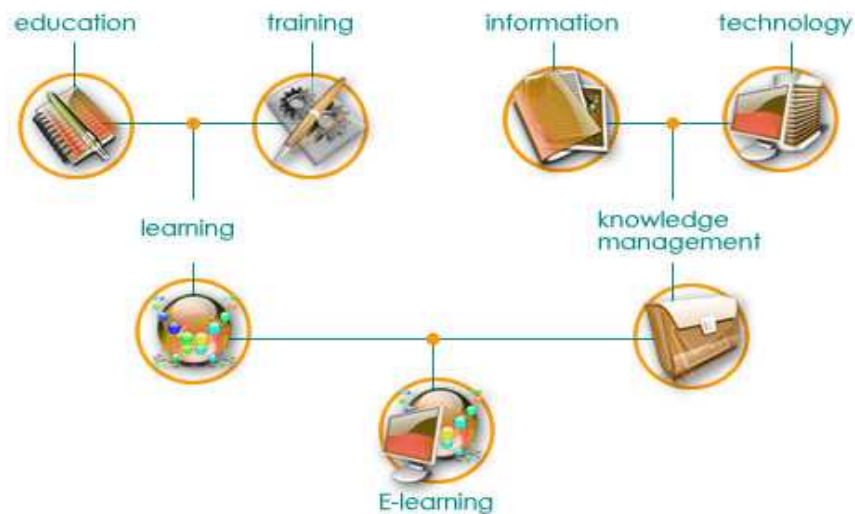 education
training
information
technology
learning
knowledge
management
E-learning